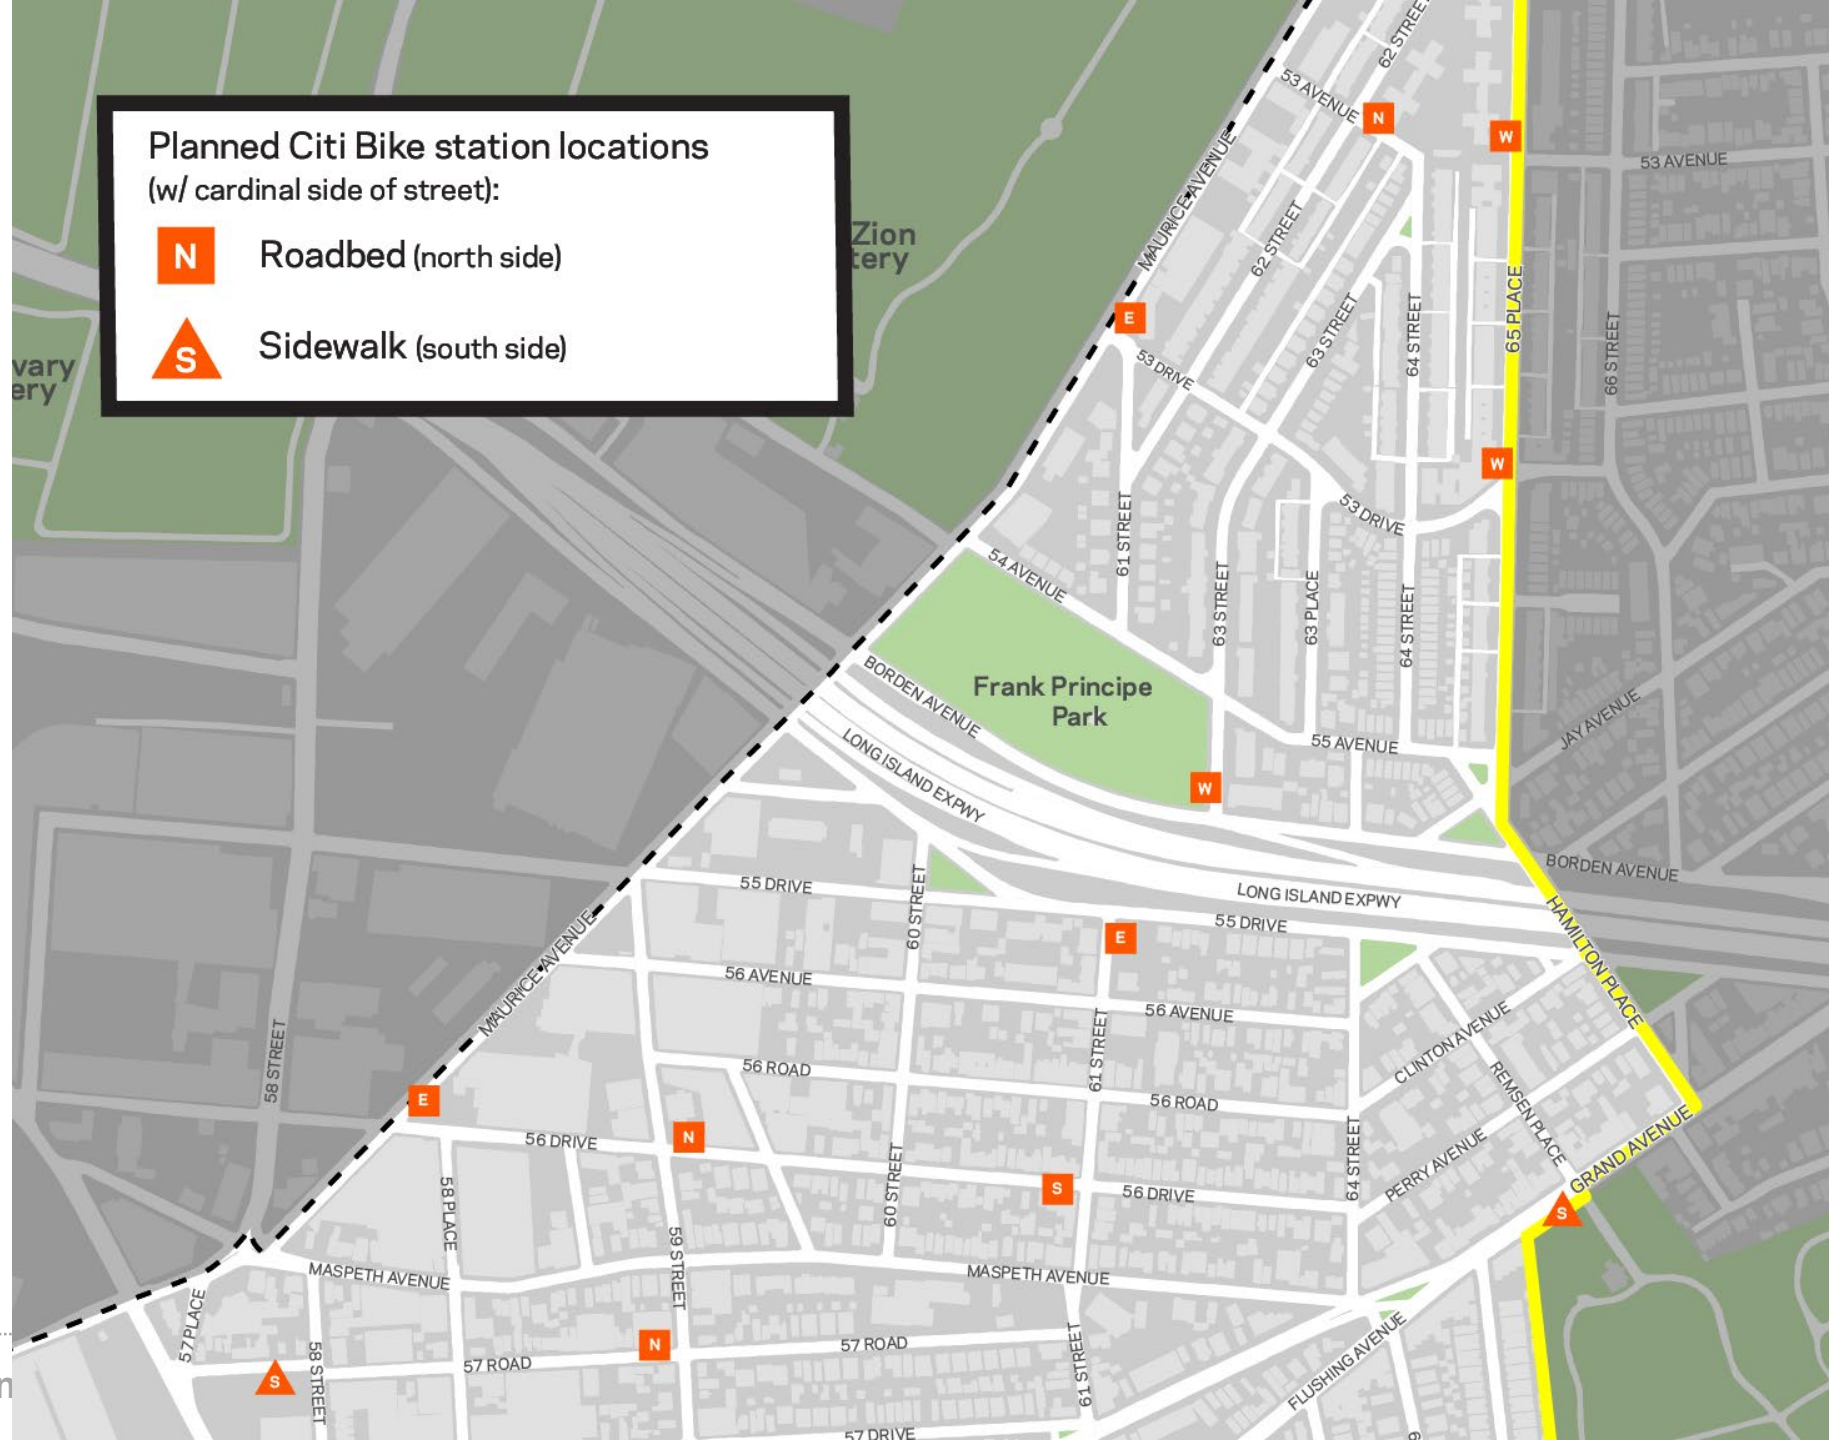 62 STREET
53 AVENUE
N
W
53 AVENUE
Planned Citi Bike station locations
(w/ cardinal side of street):
N
Roadbed (north side)
S
Sidewalk (south side)
MAURICE AVENUE
Zion
tery
62 STREET
65 PLACE
E
63 STREET
64 STREET
66 STREET
vary
ery
53 DRIVE
W
53 DRIVE
61 STREET
54 AVENUE
63 STREET
63 PLACE
64 STREET
BORDEN AVENUE
Frank Principe
Park
JAY AVENUE
LONG ISLAND EXPWY
55 AVENUE
W
BORDEN AVENUE
55 DRIVE
60 STREET
LONG ISLAND EXPWY
55 DRIVE
E
HAMILTON PLACE
MAURICE AVENUE
56 AVENUE
56 AVENUE
58 STREET
61 STREET
CLINTON AVENUE
56 ROAD
56 ROAD
REMSEN PLACE
E
56 DRIVE
N
64 STREET
PERRY AVENUE
GRAND AVENUE
58 PLACE
60 STREET
S
56 DRIVE
S
59 STREET
MASPETH AVENUE
MASPETH AVENUE
57 PLACE
58 STREET
N
57 ROAD
57 ROAD
61 STREET
FLUSHING AVENUE
S
n
57 DRIVE
6